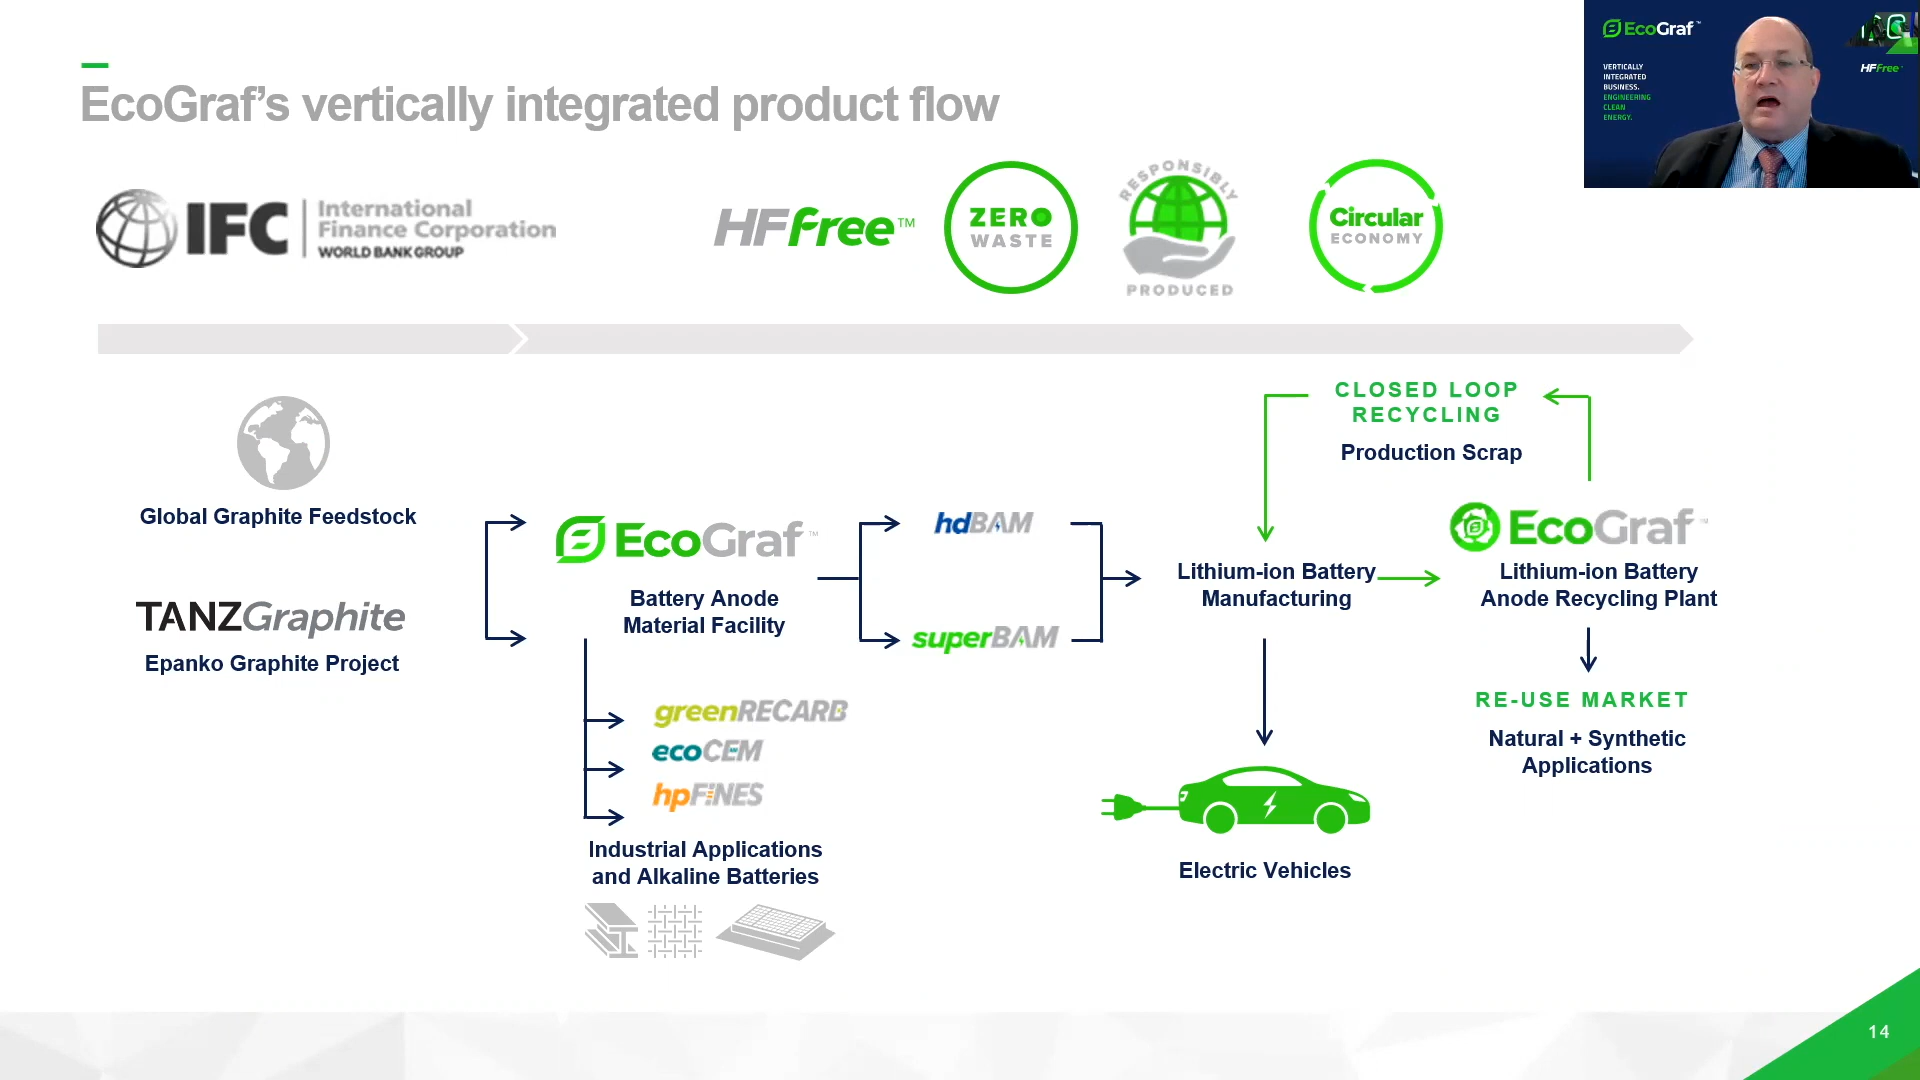 EcoGraf's vertically integrated product flow
EcoGraf™
VERTICALLY
INTEGRATED
BUSINESS.
ENGINEERING
CLEAN
ENERGY.
HFfree
IFC
International
Finance Corporation
WORLD BANK GROUP
HFfree™
ZERO
WASTE
RESPONSIBLY
PRODUCED
Circular
ECONOMY
CLOSED LOOP
RECYCLING
Production Scrap
Global Graphite Feedstock
TANZGraphite
Epanko Graphite Project
EcoGraf™
Battery Anode
Material Facility
hdBAM
superBAM
Lithium-ion Battery
Manufacturing
EcoGraf™
Lithium-ion Battery
Anode Recycling Plant
RE-USE MARKET
Natural + Synthetic
Applications
greenRECARB
ecoCEM
hpFiNES
Industrial Applications
and Alkaline Batteries
Electric Vehicles
14